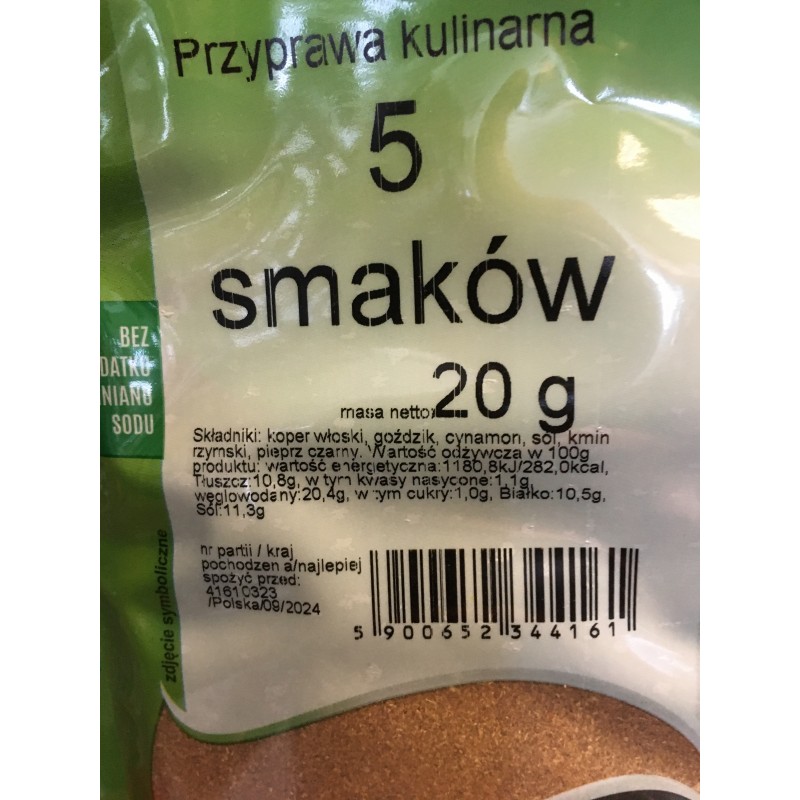 Przyprawa kulinarna
5
smaków
masa netto: 20 g
BEZ
DATKU
NIANU
SODU
Składniki: koper włoski, goździk, cynamon, sól, kmin
rzymski, pieprz czarny. Wartość odżywcza w 100g
produktu: wartość energietyczna:1180,8kJ/282,0kcal,
Tłuszcz:10,8g, w tym kwasy nasycone:1,1g,
węglowodany:20,4g, w tym cukry:1,0g, Białko:10,5g,
Sól:11,3g
nr partii / kraj
pochodzenia/najlepiej
spożyć przed:
41610323
/Polska/09/2024
5 900652 344161
zdjęcie symboliczne